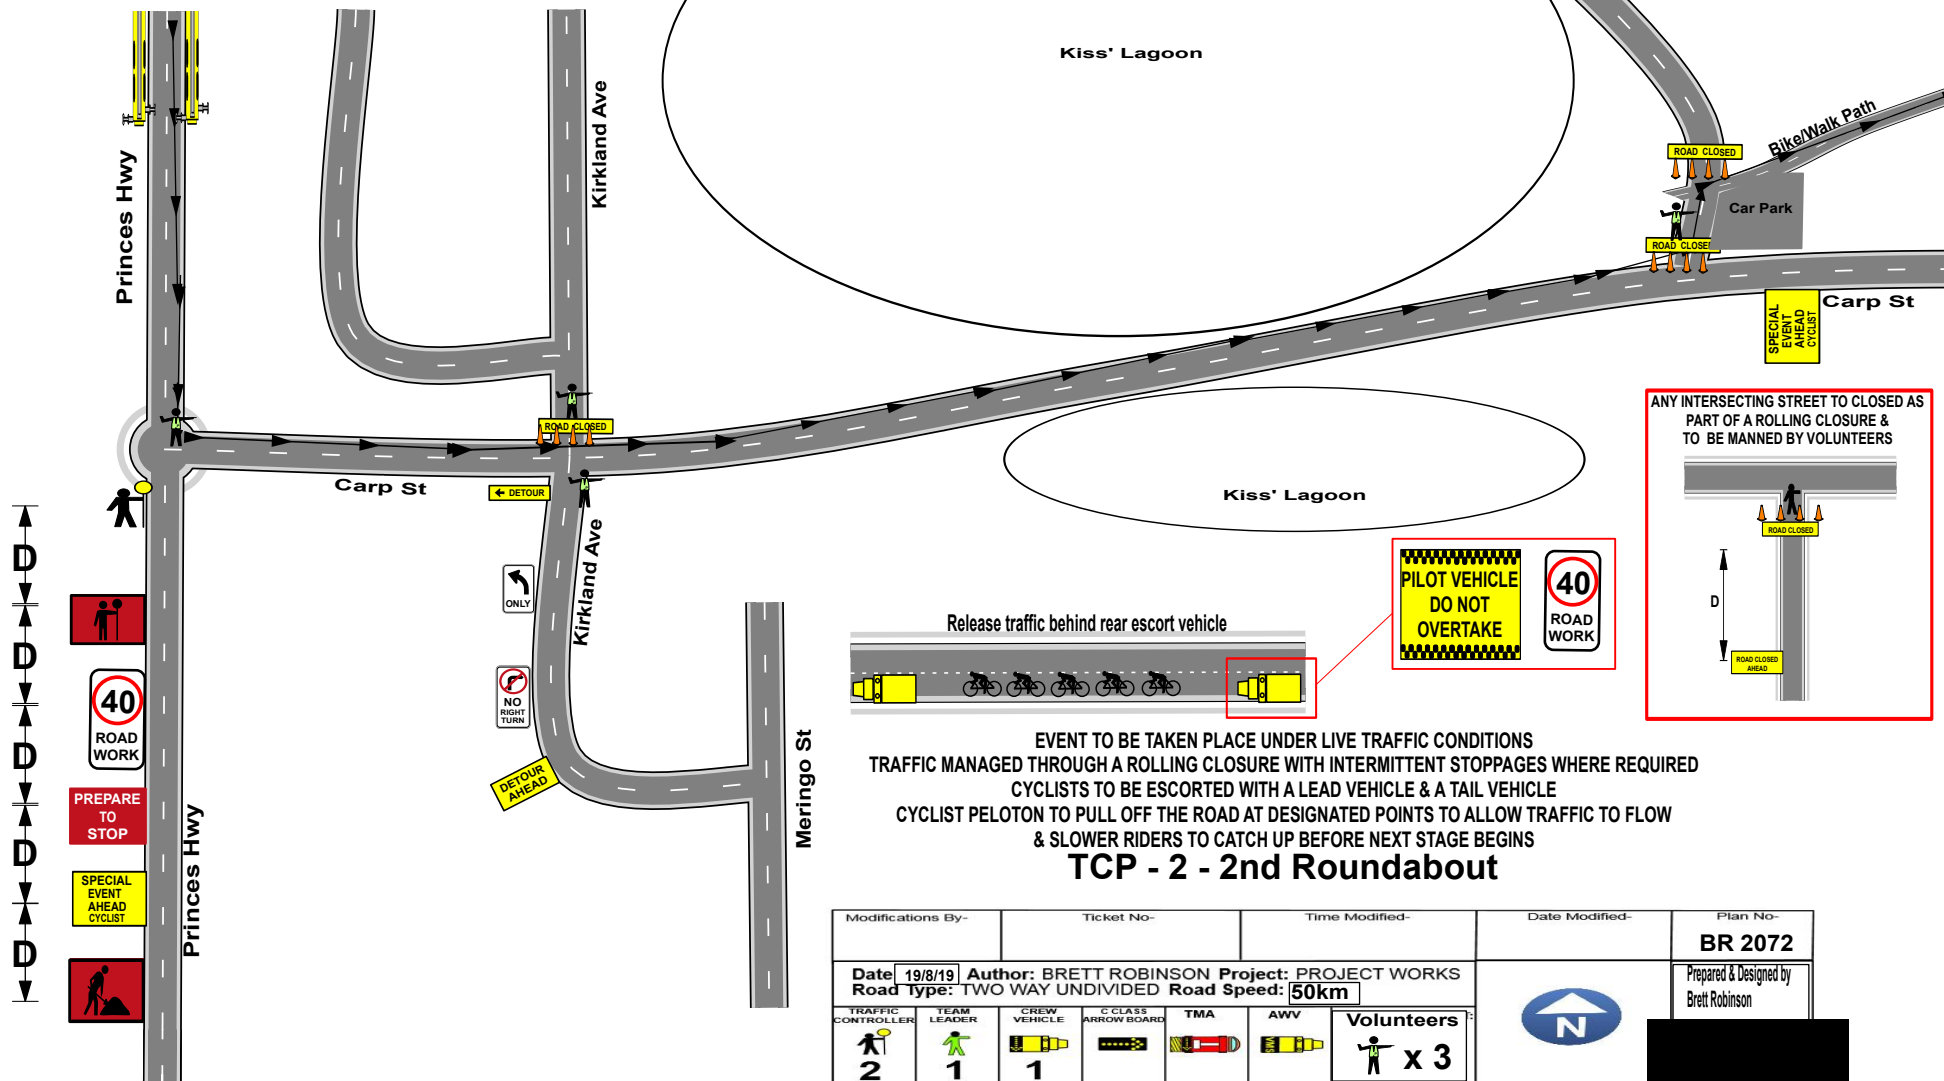 Kiss' Lagoon
Princes Hwy
Kirkland Ave
ROAD CLOSED
Bike/Walk Path
Car Park
ROAD CLOSE
Carp St
SPECIAL
EVENT
AHEAD
CYCLIST
ROAD CLOSED
Carp St
DETOUR
Kirkland Ave
Kiss' Lagoon
ANY INTERSECTING STREET TO CLOSED AS
PART OF A ROLLING CLOSURE &
TO BE MANNED BY VOLUNTEERS
ROAD CLOSED
D
ROAD CLOSED
AHEAD
D
D
D
D
D
40
ROAD
WORK
PREPARE
TO
STOP
SPECIAL
EVENT
AHEAD
CYCLIST
Princes Hwy
ONLY
NO
RIGHT
TURN
DETOUR
AHEAD
Meringo St
PILOT VEHICLE
DO NOT
OVERTAKE
40
ROAD
WORK
Release traffic behind rear escort vehicle
EVENT TO BE TAKEN PLACE UNDER LIVE TRAFFIC CONDITIONS
TRAFFIC MANAGED THROUGH A ROLLING CLOSURE WITH INTERMITTENT STOPPAGES WHERE REQUIRED
CYCLISTS TO BE ESCORTED WITH A LEAD VEHICLE & A TAIL VEHICLE
CYCLIST PELOTON TO PULL OFF THE ROAD AT DESIGNATED POINTS TO ALLOW TRAFFIC TO FLOW
& SLOWER RIDERS TO CATCH UP BEFORE NEXT STAGE BEGINS
TCP - 2 - 2nd Roundabout
Modifications By- Ticket No- Time Modified- Date Modified- Plan No-
BR 2072
Date 19/8/19 Author: BRETT ROBINSON Project: PROJECT WORKS
Road Type: TWO WAY UNDIVIDED Road Speed: 50km
Prepared & Designed by
Brett Robinson
TRAFFIC
CONTROLLER
2
TEAM
LEADER
1
CREW
VEHICLE
1
C CLASS
ARROW BOARD
TMA
AWV
Volunteers
x 3
N